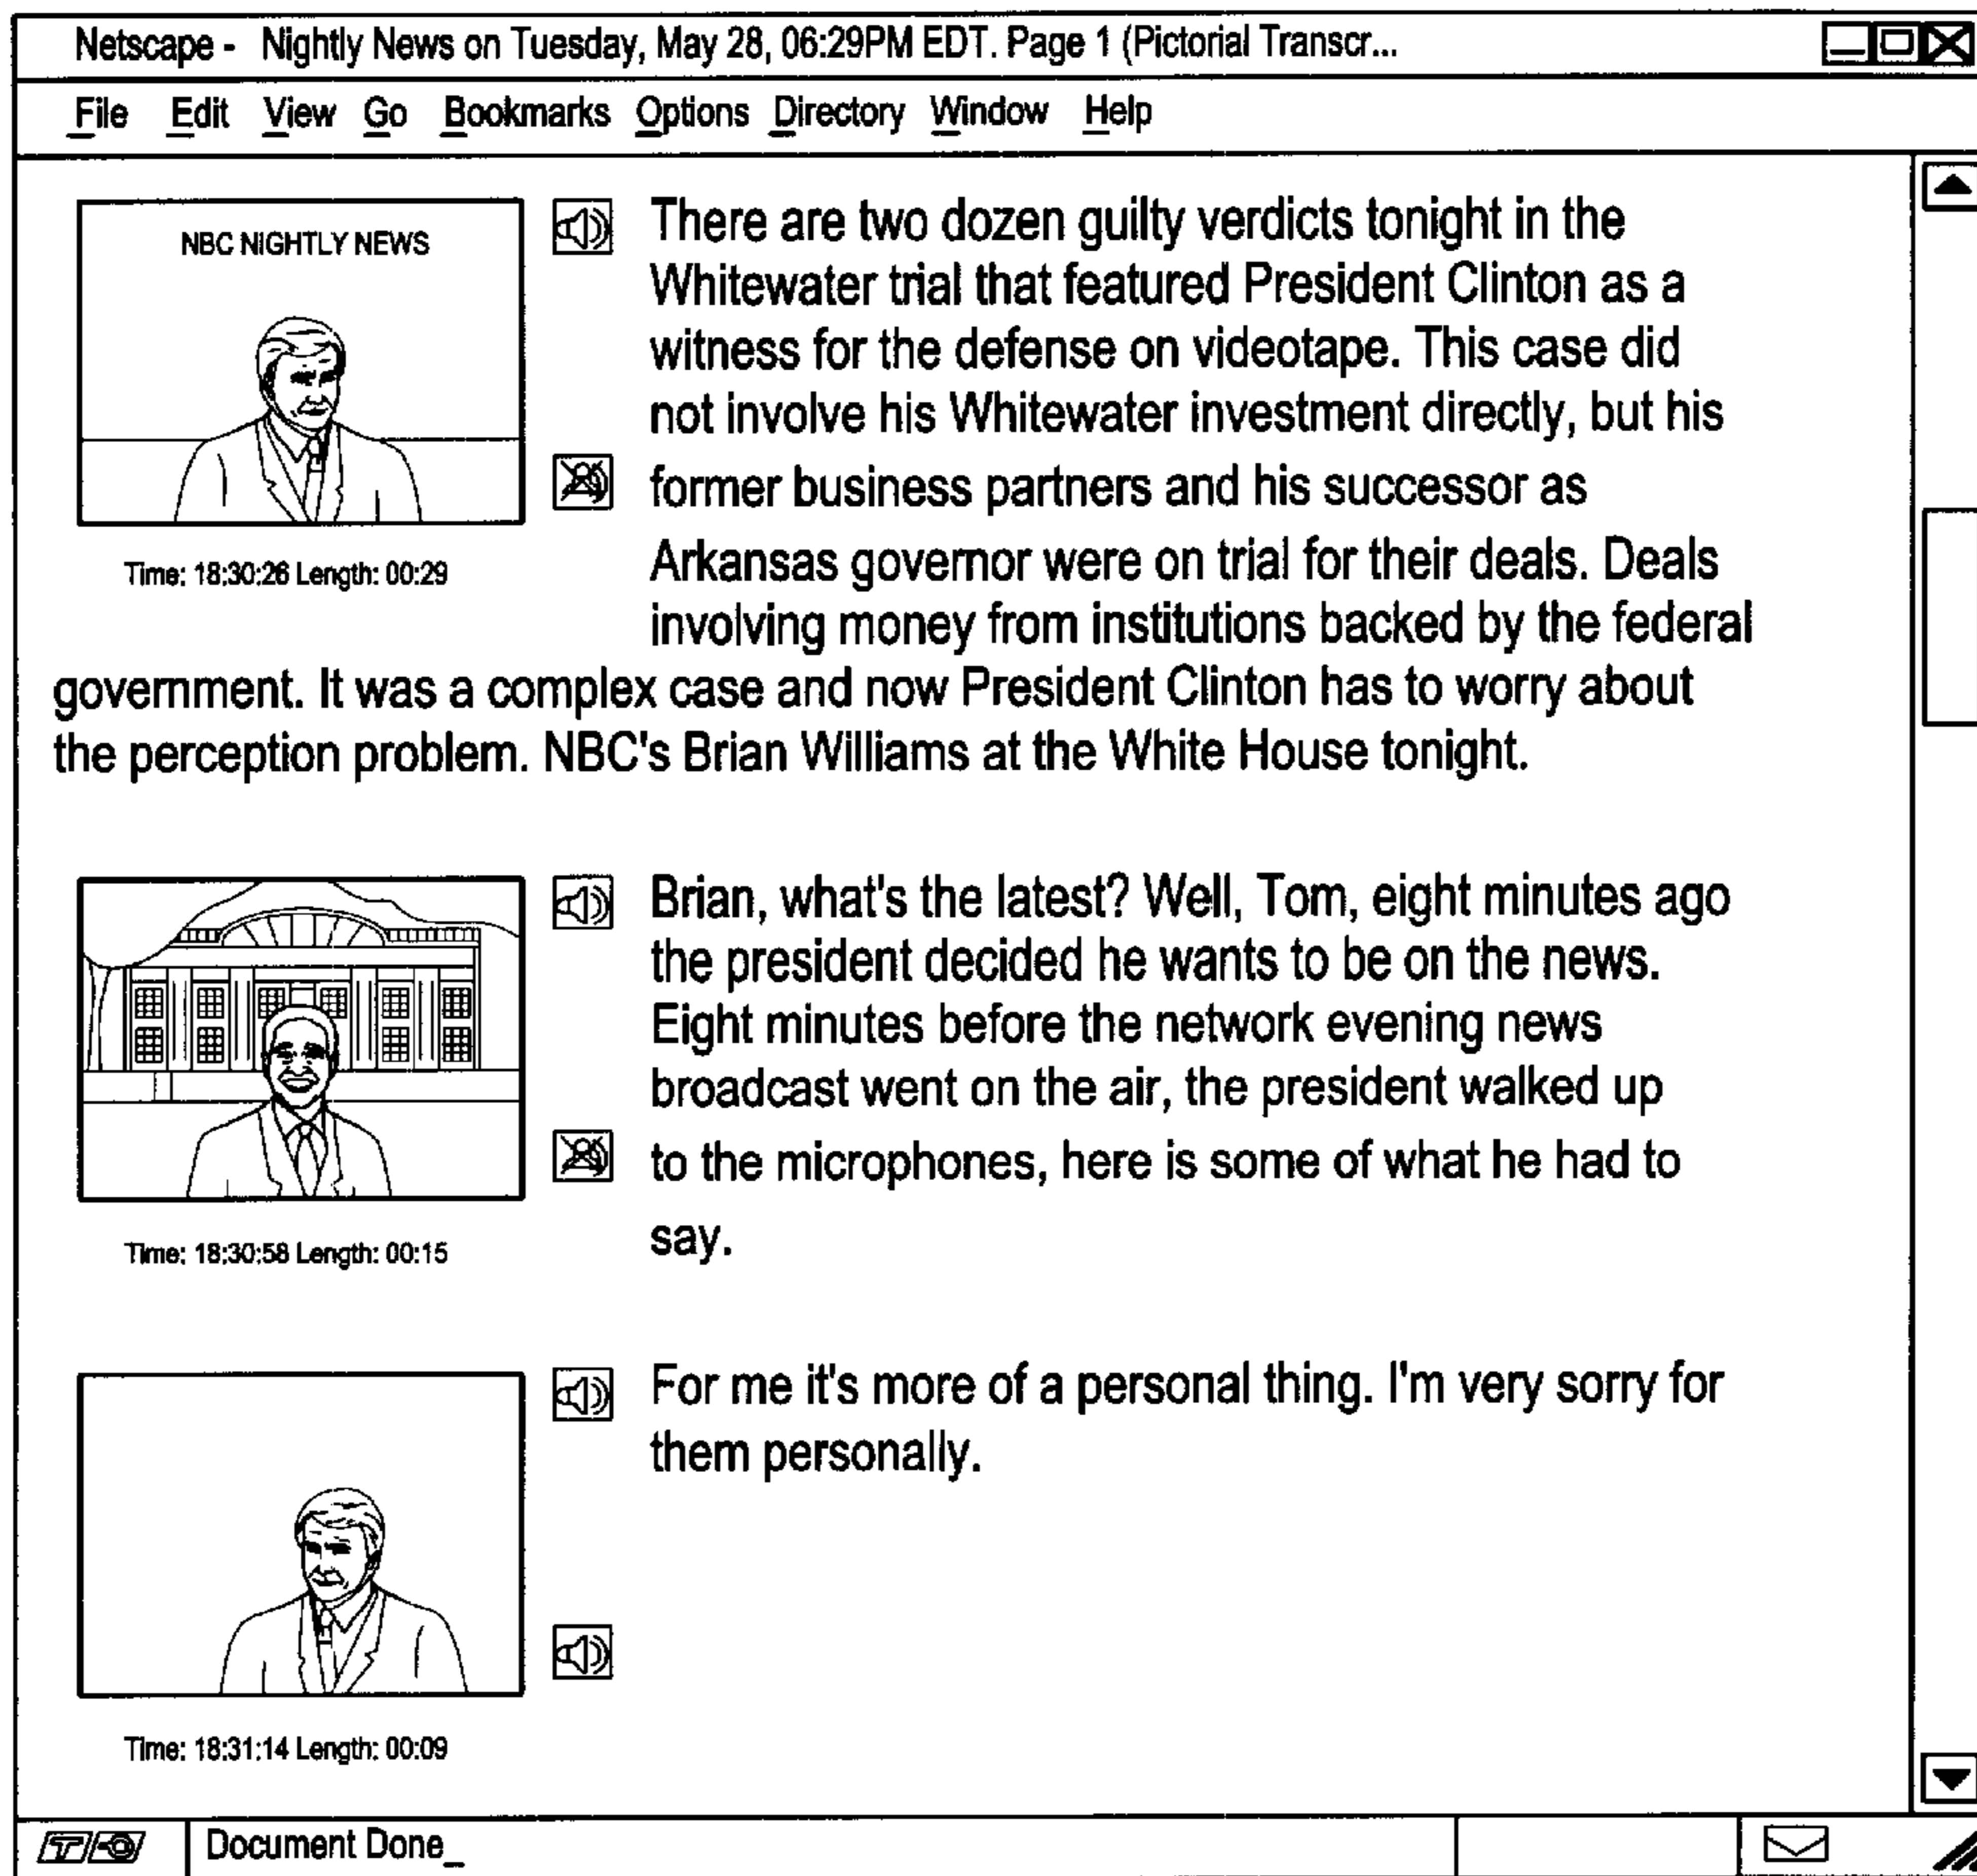 Netscape - Nightly News on Tuesday, May 28, 06:29PM EDT. Page 1 (Pictorial Transcr...
File Edit View Go Bookmarks Options Directory Window Help
NBC NIGHTLY NEWS
There are two dozen guilty verdicts tonight in the
Whitewater trial that featured President Clinton as a
witness for the defense on videotape. This case did
not involve his Whitewater investment directly, but his
former business partners and his successor as
Arkansas governor were on trial for their deals. Deals
involving money from institutions backed by the federal
government. It was a complex case and now President Clinton has to worry about
the perception problem. NBC's Brian Williams at the White House tonight.
Time: 18:30:26 Length: 00:29
Brian, what's the latest? Well, Tom, eight minutes ago
the president decided he wants to be on the news.
Eight minutes before the network evening news
broadcast went on the air, the president walked up
to the microphones, here is some of what he had to
say.
Time: 18:30:58 Length: 00:15
For me it's more of a personal thing. I'm very sorry for
them personally.
Time: 18:31:14 Length: 00:09
Document Done_